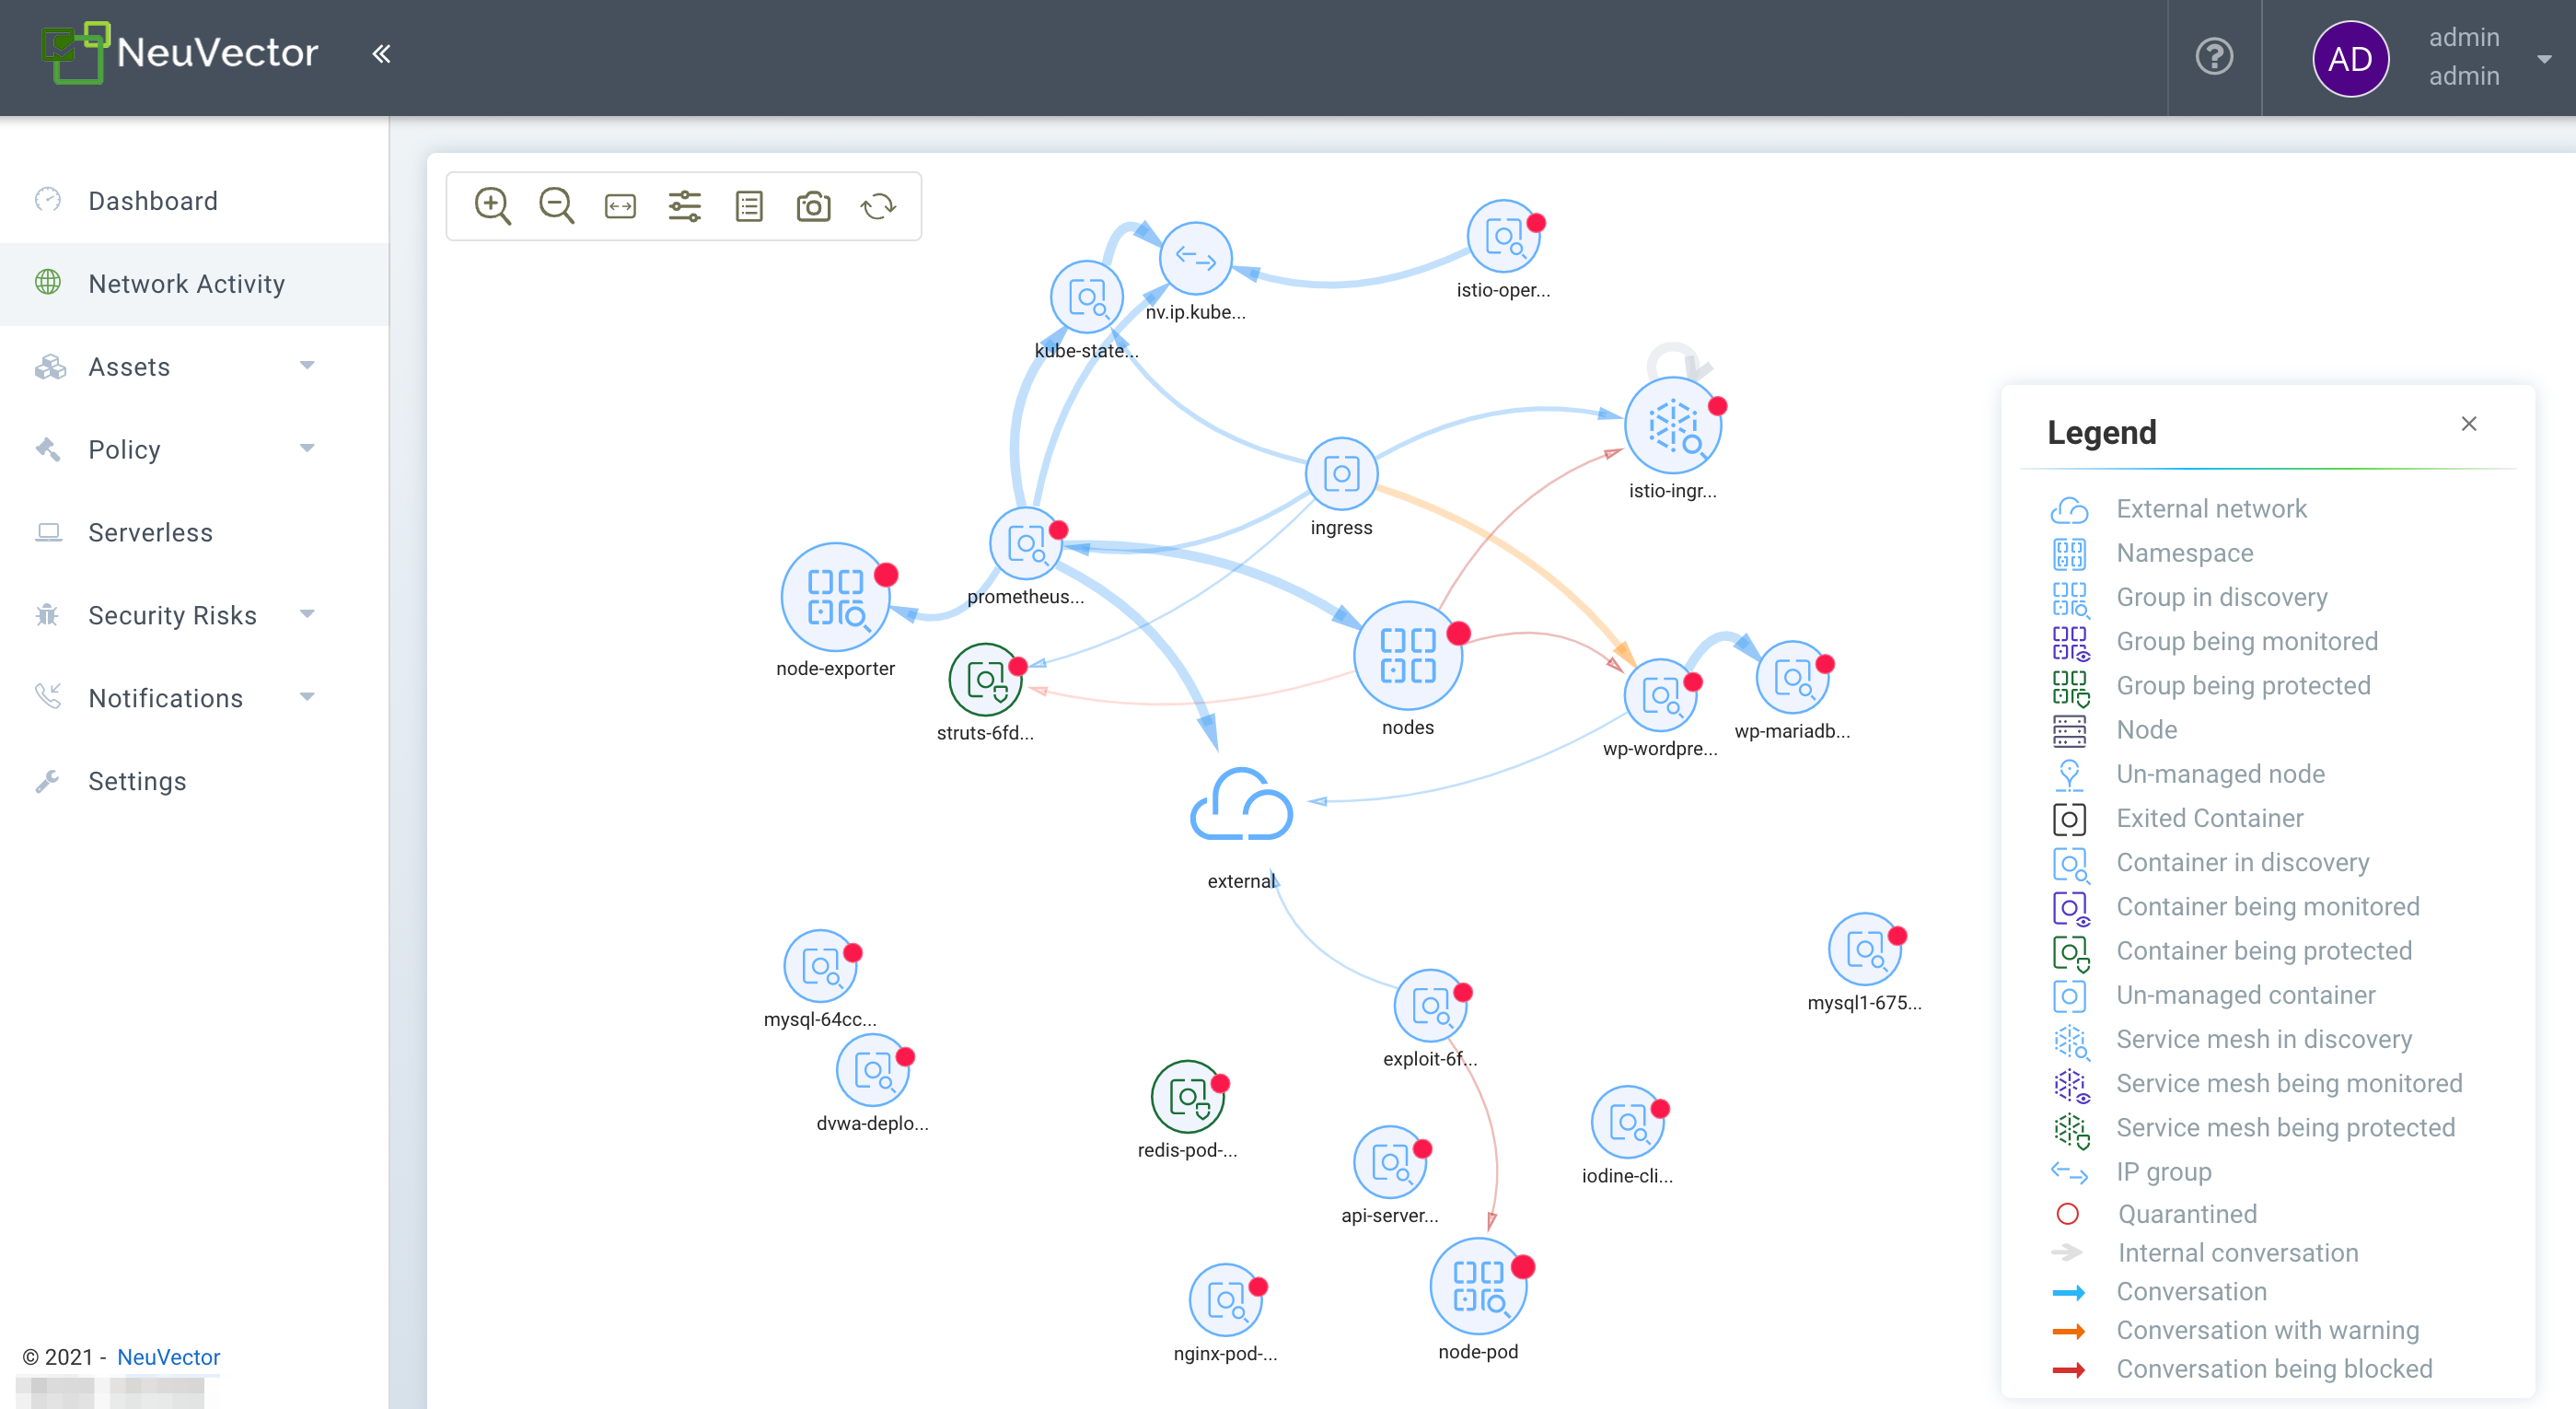 NeuVector
AD
admin
admin
Dashboard
Network Activity
Assets
Policy
Serverless
Security Risks
Notifications
Settings
© 2021 - NeuVector
istio-oper...
nv.ip.kube...
kube-state...
istio-ingr...
ingress
prometheus...
node-exporter
struts-6fd...
nodes
wp-wordpre...
wp-mariadb...
external
mysql-64cc...
mysql1-675...
exploit-6f...
dvwa-deplo...
redis-pod-...
iodine-cli...
api-server...
nginx-pod-...
node-pod
Legend
External network
Namespace
Group in discovery
Group being monitored
Group being protected
Node
Un-managed node
Exited Container
Container in discovery
Container being monitored
Container being protected
Un-managed container
Service mesh in discovery
Service mesh being monitored
Service mesh being protected
IP group
Quarantined
Internal conversation
Conversation
Conversation with warning
Conversation being blocked